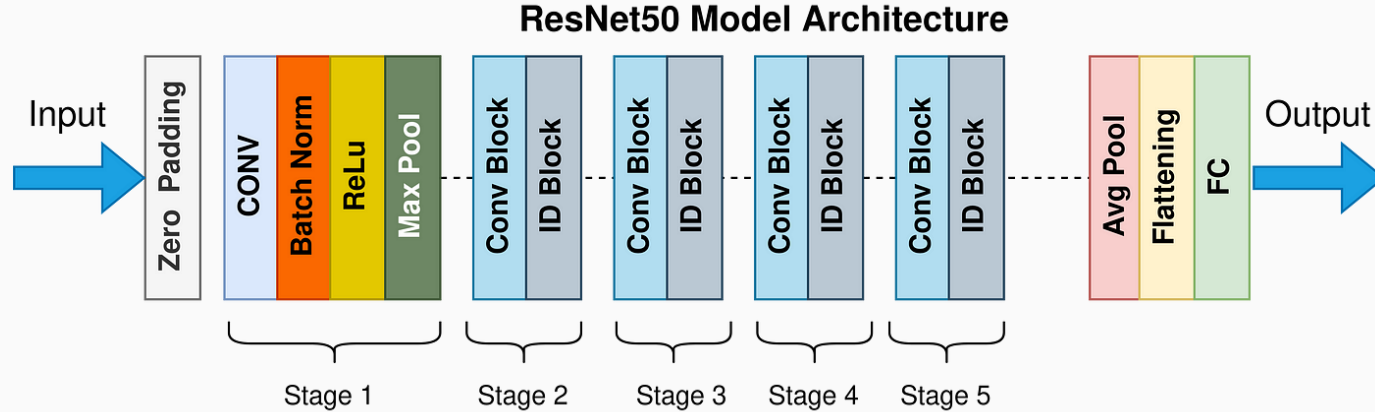 ResNet50 Model Architecture
Input
Zero Padding
CONV
Batch Norm
ReLu
Max Pool
Conv Block
ID Block
Conv Block
ID Block
Conv Block
ID Block
Conv Block
ID Block
Avg Pool
Flattening
FC
Output
Stage 1
Stage 2
Stage 3
Stage 4
Stage 5